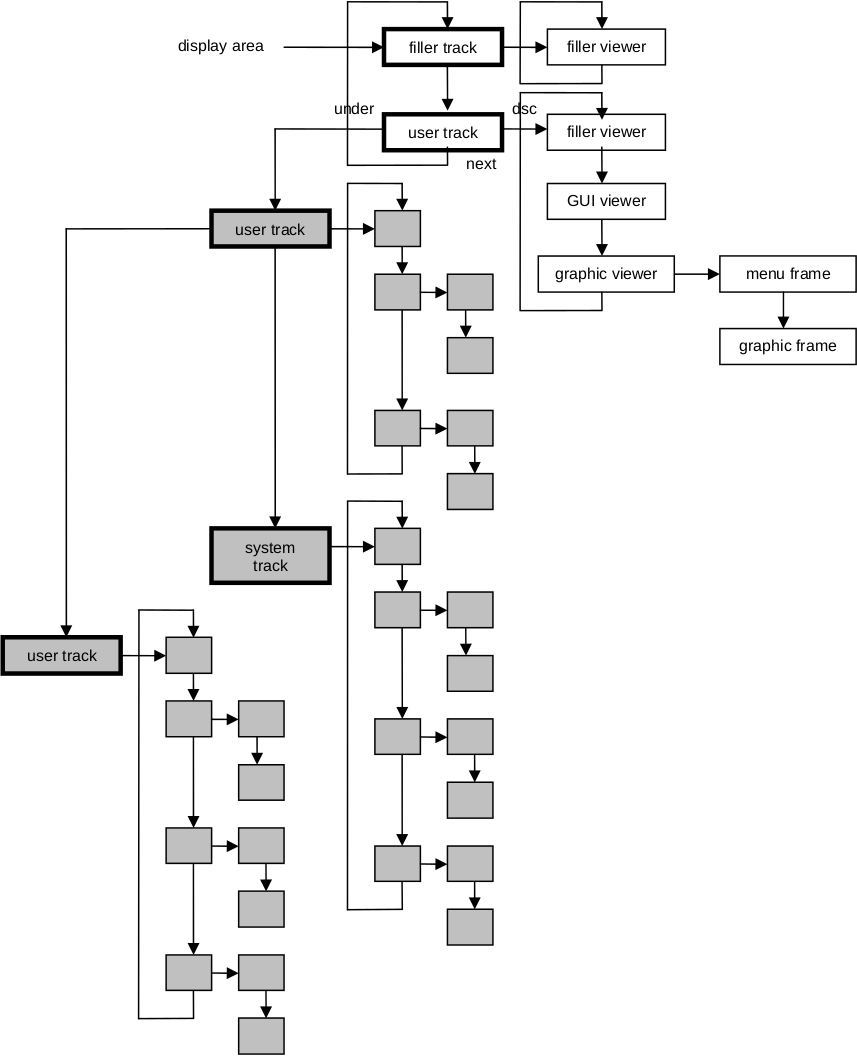 display area
filler track
filler viewer
under
dsc
user track
filler viewer
next
GUI viewer
user track
graphic viewer
menu frame
graphic frame
system
track
user track